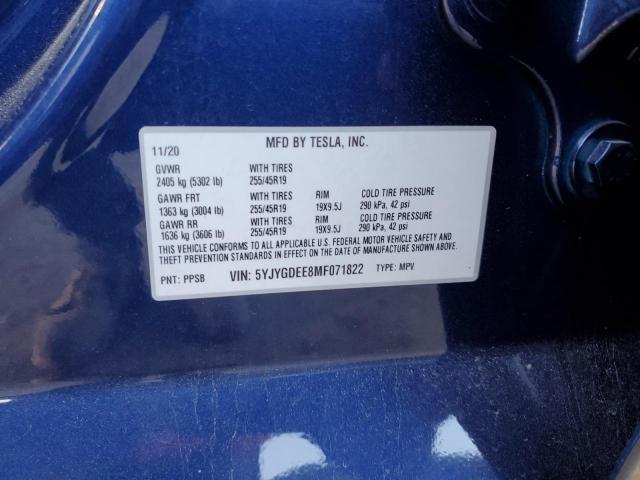 MFD BY TESLA, INC.
11/20
GVWR WITH TIRES
2405 kg (5302 lb) 255/45R19
GAWR FRT WITH TIRES RIM COLD TIRE PRESSURE
1363 kg (3004 lb) 255/45R19 19X9.5J 290 kPa, 42 psi
GAWR RR WITH TIRES RIM COLD TIRE PRESSURE
1636 kg (3606 lb) 255/45R19 19X9.5J 290 kPa, 42 psi
THIS VEHICLE CONFORMS TO ALL APPLICABLE U.S. FEDERAL MOTOR VEHICLE SAFETY AND
THEFT PREVENTION STANDARDS IN EFFECT ON THE DATE OF MANUFACTURE SHOWN ABOVE.
PNT: PPSB VIN: 5YJYGDEE8MF071822 TYPE: MPV